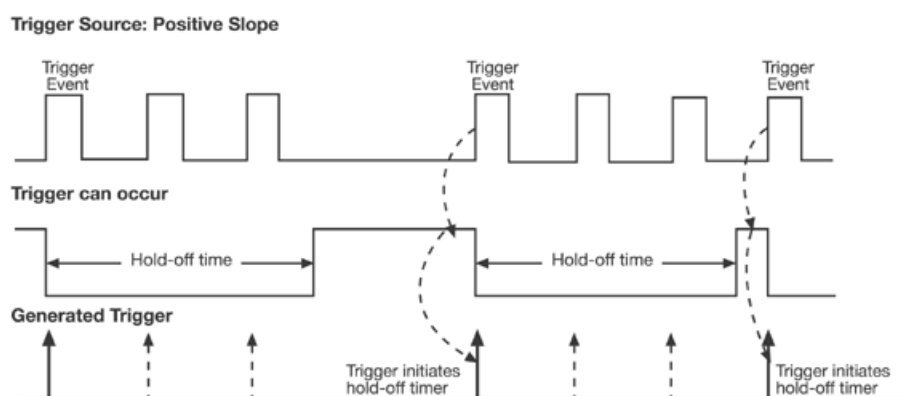 Trigger Source: Positive Slope
Trigger
Event
Trigger
Event
Trigger
Event
Trigger can occur
Hold-off time
Hold-off time
Generated Trigger
Trigger initiates
hold-off timer
Trigger initiates
hold-off timer